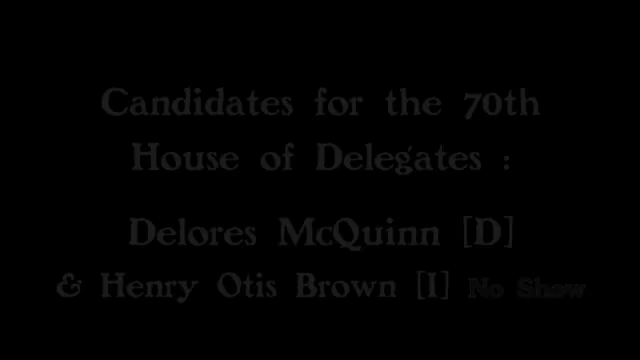 Candidates for the 70th
House of Delegates :
Delores McQuinn [D]
& Henry Otis Brown [I] No Show